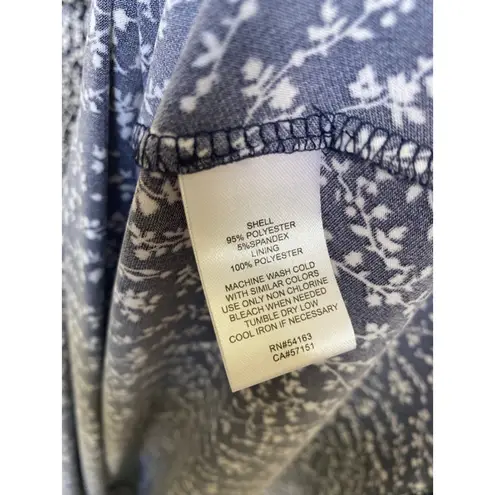 SHELL
95% POLYESTER
5%SPANDEX
LINING
100% POLYESTER
MACHINE WASH COLD
WITH SIMILAR COLORS
USE ONLY NON CHLORINE
BLEACH WHEN NEEDED
TUMBLE DRY LOW
COOL IRON IF NECESSARY
RN#54163
CA#57151